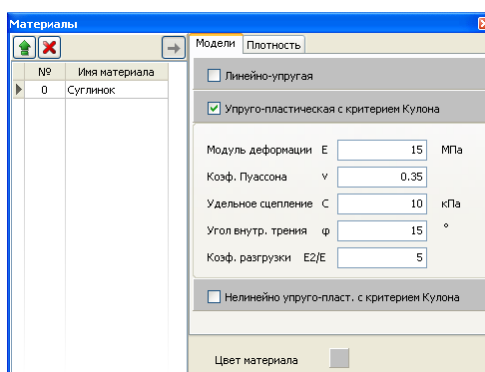 Материалы
Модели Плотность
№ Имя материала
0 Суглинок
Линейно-упругая
Упруго-пластическая с критерием Кулона
Модуль деформации E 15 МПа
Коэф. Пуассона ν 0.35
Удельное сцепление C 10 кПа
Угол внутр. трения φ 15 °
Коэф. разгрузки E2/E 5
Нелинейно упруго-пласт. с критерием Кулона
Цвет материала